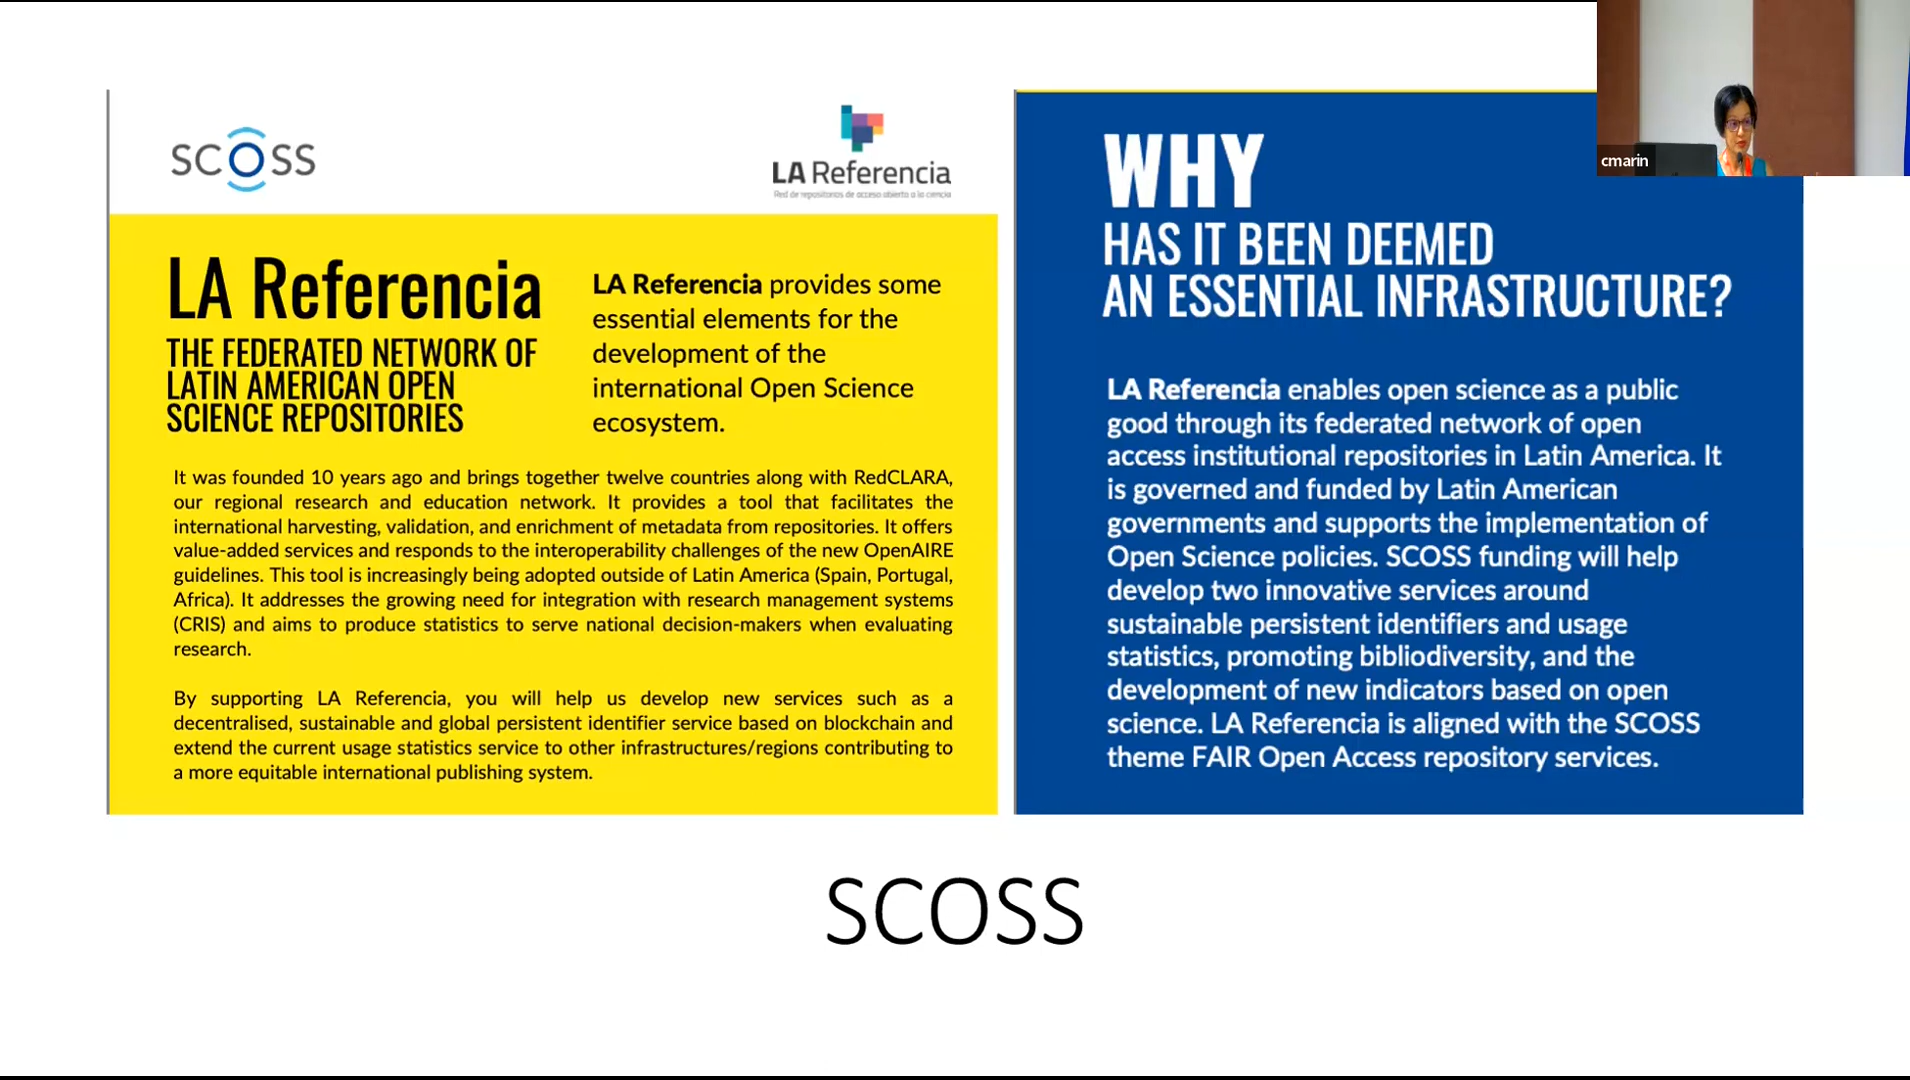 SCOSS
LA Referencia
Red de repositorios de acceso abierto a la ciencia
LA Referencia
THE FEDERATED NETWORK OF
LATIN AMERICAN OPEN
SCIENCE REPOSITORIES
LA Referencia provides some
essential elements for the
development of the
international Open Science
ecosystem.
It was founded 10 years ago and brings together twelve countries along with RedCLARA,
our regional research and education network. It provides a tool that facilitates the
international harvesting, validation, and enrichment of metadata from repositories. It offers
value-added services and responds to the interoperability challenges of the new OpenAIRE
guidelines. This tool is increasingly being adopted outside of Latin America (Spain, Portugal,
Africa). It addresses the growing need for integration with research management systems
(CRIS) and aims to produce statistics to serve national decision-makers when evaluating
research.
By supporting LA Referencia, you will help us develop new services such as a
decentralised, sustainable and global persistent identifier service based on blockchain and
extend the current usage statistics service to other infrastructures/regions contributing to
a more equitable international publishing system.
WHY
HAS IT BEEN DEEMED
AN ESSENTIAL INFRASTRUCTURE?
LA Referencia enables open science as a public
good through its federated network of open
access institutional repositories in Latin America. It
is governed and funded by Latin American
governments and supports the implementation of
Open Science policies. SCOSS funding will help
develop two innovative services around
sustainable persistent identifiers and usage
statistics, promoting bibliodiversity, and the
development of new indicators based on open
science. LA Referencia is aligned with the SCOSS
theme FAIR Open Access repository services.
cmarin
SCOSS